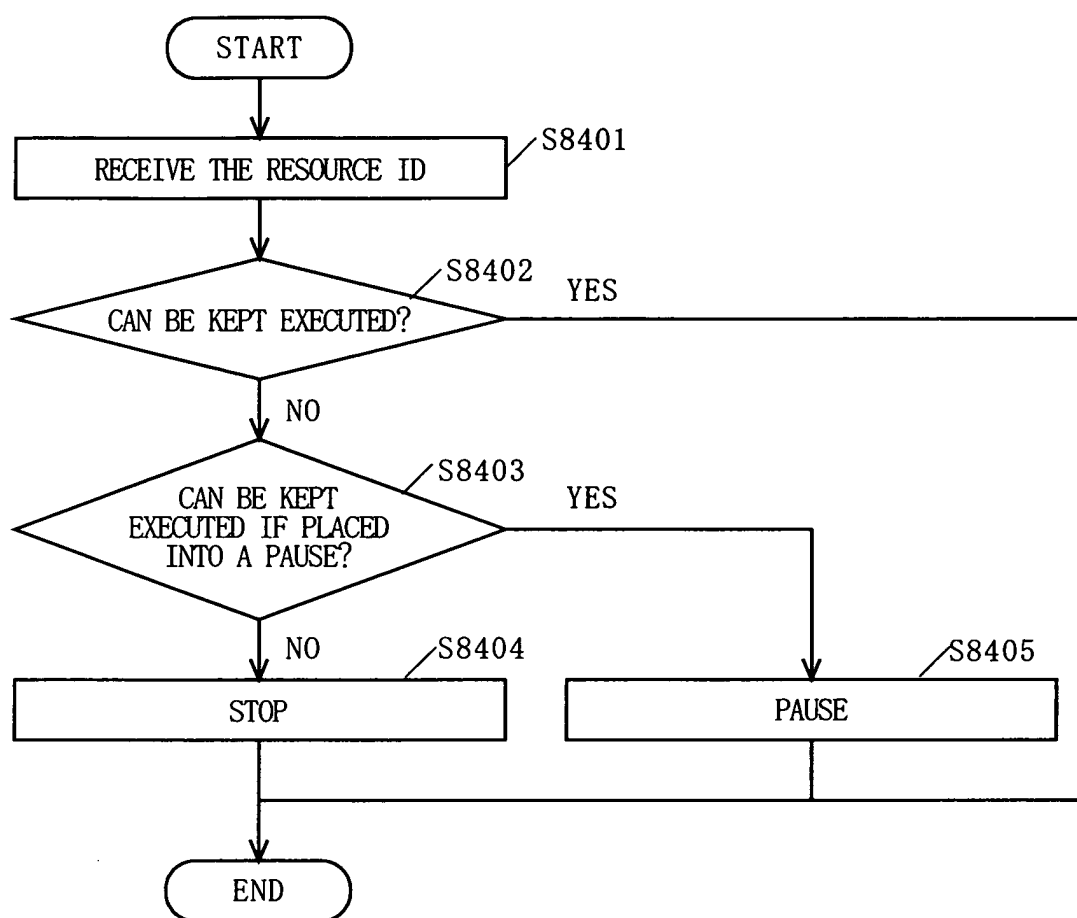 START
S8401
RECEIVE THE RESOURCE ID
S8402
YES
CAN BE KEPT EXECUTED?
NO
S8403
YES
CAN BE KEPT
EXECUTED IF PLACED
INTO A PAUSE?
NO
S8404
S8405
STOP
PAUSE
END